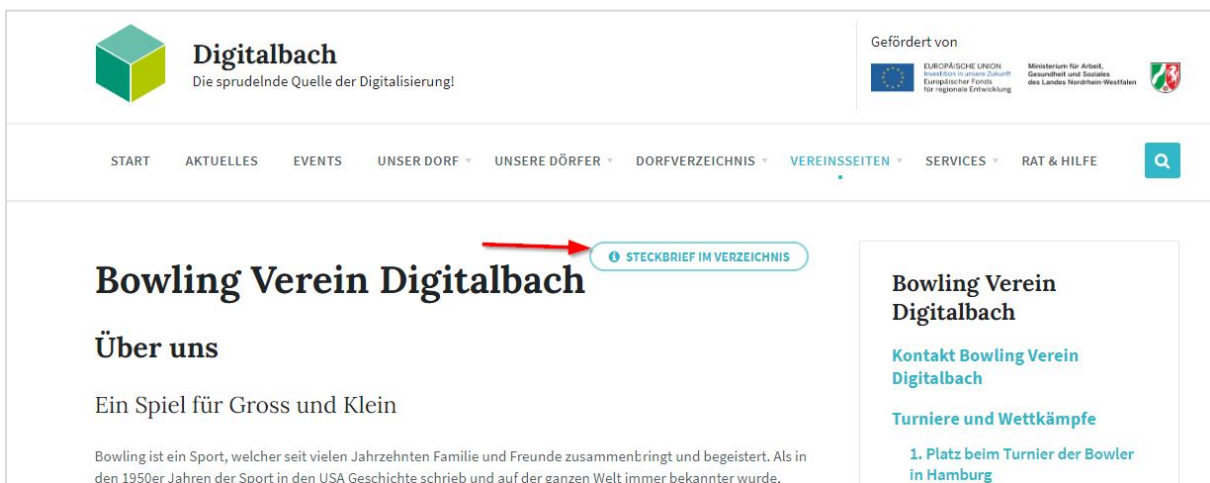 Digitalbach
Die sprudelnde Quelle der Digitalisierung!
Gefördert von
EUROPÄISCHE UNION
Investition in unsere Zukunft
Europäischer Fonds
für regionale Entwicklung
Ministerium für Arbeit,
Gesundheit und Soziales
des Landes Nordrhein-Westfalen
START AKTUELLES EVENTS UNSER DORF UNSERE DÖRFER DORFVERZEICHNIS VEREINSSEITEN SERVICES RAT & HILFE
STECKBRIEF IM VERZEICHNIS
Bowling Verein Digitalbach
Über uns
Ein Spiel für Gross und Klein
Bowling ist ein Sport, welcher seit vielen Jahrzehnten Familie und Freunde zusammenbringt und begeistert. Als in
den 1950er Jahren der Sport in den USA Geschichte schrieb und auf der ganzen Welt immer bekannter wurde,
Bowling Verein
Digitalbach
Kontakt Bowling Verein
Digitalbach
Turniere und Wettkämpfe
1. Platz beim Turnier der Bowler
in Hamburg